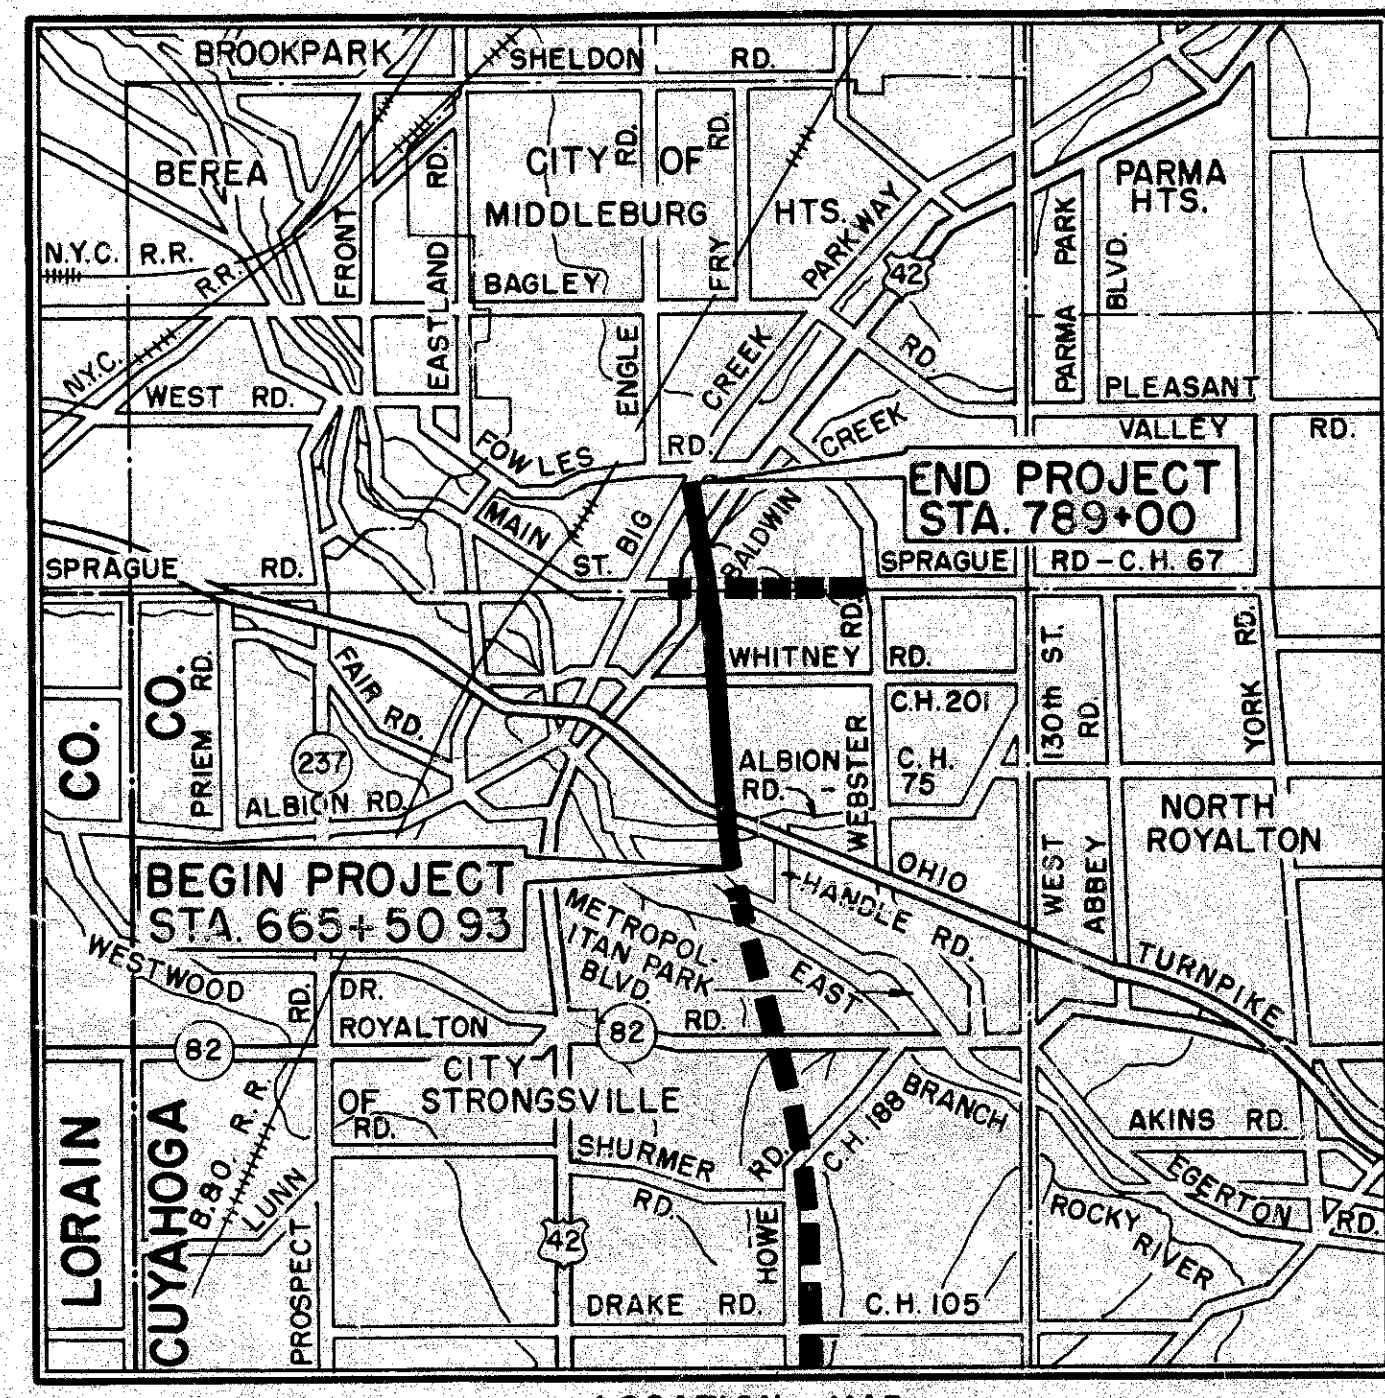 BROOKPARK
SHELDON RD.
BEREA
CITY OF
MIDDLEBURG HTS.
RD.
RD.
RD.
PARMA
HTS.
N.Y.C. R.R.
R.R.
FRONT
EASTLAND
BAGLEY
FRY
PARKWAY
42
PARMA PARK
BLVD.
N.Y.C.
WEST RD.
ENGLE
CREEK
RD.
PLEASANT
VALLEY RD.
FOWLES
RD.
CREEK
END PROJECT
STA. 789+00
MAIN
ST.
BIG
BALDWIN
SPRAGUE RD.
SPRAGUE RD-C.H. 67
CO.
CO.
PRIEM RD.
FAIR RD.
237
ALBION RD.
WHITNEY RD.
RD.
C.H. 201
130th ST.
RD.
YORK RD.
ALBION
RD.
WEBSTER
C.H.
75
NORTH
ROYALTON
BEGIN PROJECT
STA. 665+50.93
OHIO
HANDLE RD.
WEST
ABBEY
TURNPIKE
METROPOL-
ITAN PARK
BLVD.
EAST
WESTWOOD
DR.
RD.
ROYALTON
82
RD.
82
CITY
OF STRONGSVILLE
RD.
BRANCH
C.H. 188
AKINS RD.
LORAIN
CUYAHOGA
B.&O. R.R.
LUNN
SHURMER
RD.
RD.
EGERTON
RD.
ROCKY
RIVER
PROSPECT
42
HOWE
DRAKE RD.
C.H. 105
LOCATION MAP